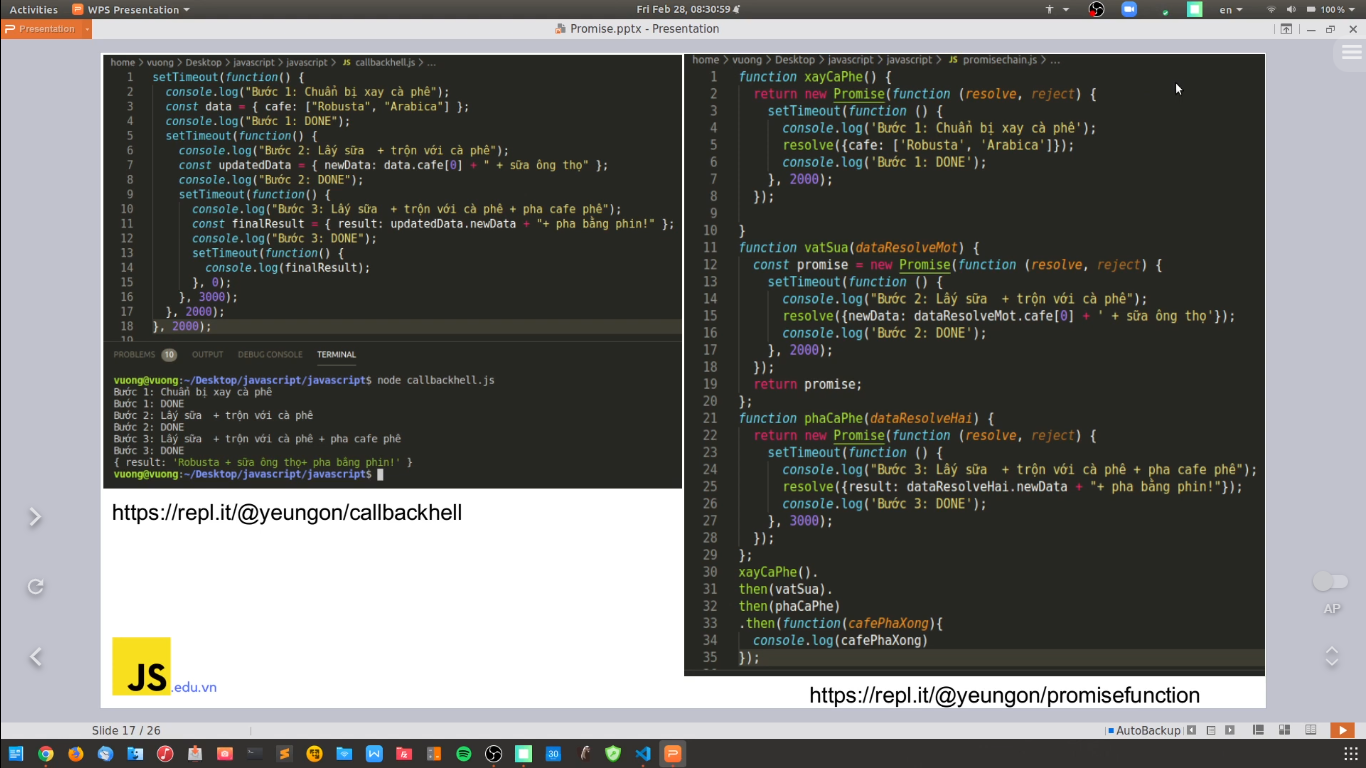 Activities WPS Presentation Fri Feb 28, 08:30:59 en 100%
Presentation Promise.pptx - Presentation
home > vuong > Desktop > javascript > javascript > JS callbackhell.js > ...
1 setTimeout(function() {
2 console.log("Bước 1: Chuẩn bị xay cà phê");
3 const data = { cafe: ["Robusta", "Arabica"] };
4 console.log("Bước 1: DONE");
5 setTimeout(function() {
6 console.log("Bước 2: Lấy sữa  + trộn với cà phê");
7 const updatedData = { newData: data.cafe[0] + " + sữa ông thọ" };
8 console.log("Bước 2: DONE");
9 setTimeout(function() {
10 console.log("Bước 3: Lấy sữa  + trộn với cà phê + pha cafe phê");
11 const finalResult = { result: updatedData.newData + "+ pha bằng phin!" };
12 console.log("Bước 3: DONE");
13 setTimeout(function() {
14 console.log(finalResult);
15 }, 0);
16 }, 3000);
17 }, 2000);
18 }, 2000);
19
PROBLEMS 10 OUTPUT DEBUG CONSOLE TERMINAL
vuong@vuong:~/Desktop/javascript/javascript$ node callbackhell.js
Bước 1: Chuẩn bị xay cà phê
Bước 1: DONE
Bước 2: Lấy sữa  + trộn với cà phê
Bước 2: DONE
Bước 3: Lấy sữa  + trộn với cà phê + pha cafe phê
Bước 3: DONE
{ result: 'Robusta + sữa ông thọ+ pha bằng phin!' }
vuong@vuong:~/Desktop/javascript/javascript$
https://repl.it/@yeungon/callbackhell
JS.edu.vn
home > vuong > Desktop > javascript > javascript > JS promisechain.js > ...
1 function xayCaPhe() {
2 return new Promise(function (resolve, reject) {
3 setTimeout(function () {
4 console.log('Bước 1: Chuẩn bị xay cà phê');
5 resolve({cafe: ['Robusta', 'Arabica']});
6 console.log('Bước 1: DONE');
7 }, 2000);
8 });
9
10 }
11 function vatSua(dataResolveMot) {
12 const promise = new Promise(function (resolve, reject) {
13 setTimeout(function () {
14 console.log("Bước 2: Lấy sữa  + trộn với cà phê");
15 resolve({newData: dataResolveMot.cafe[0] + ' + sữa ông thọ'});
16 console.log('Bước 2: DONE');
17 }, 2000);
18 });
19 return promise;
20 };
21 function phaCaPhe(dataResolveHai) {
22 return new Promise(function (resolve, reject) {
23 setTimeout(function () {
24 console.log("Bước 3: Lấy sữa  + trộn với cà phê + pha cafe phê");
25 resolve({result: dataResolveHai.newData + "+ pha bằng phin!"});
26 console.log('Bước 3: DONE');
27 }, 3000);
28 });
29 };
30 xayCaPhe().
31 then(vatSua).
32 then(phaCaPhe)
33 .then(function(cafePhaXong){
34 console.log(cafePhaXong)
35 });
https://repl.it/@yeungon/promisefunction
AP
Slide 17 / 26 AutoBackup
30